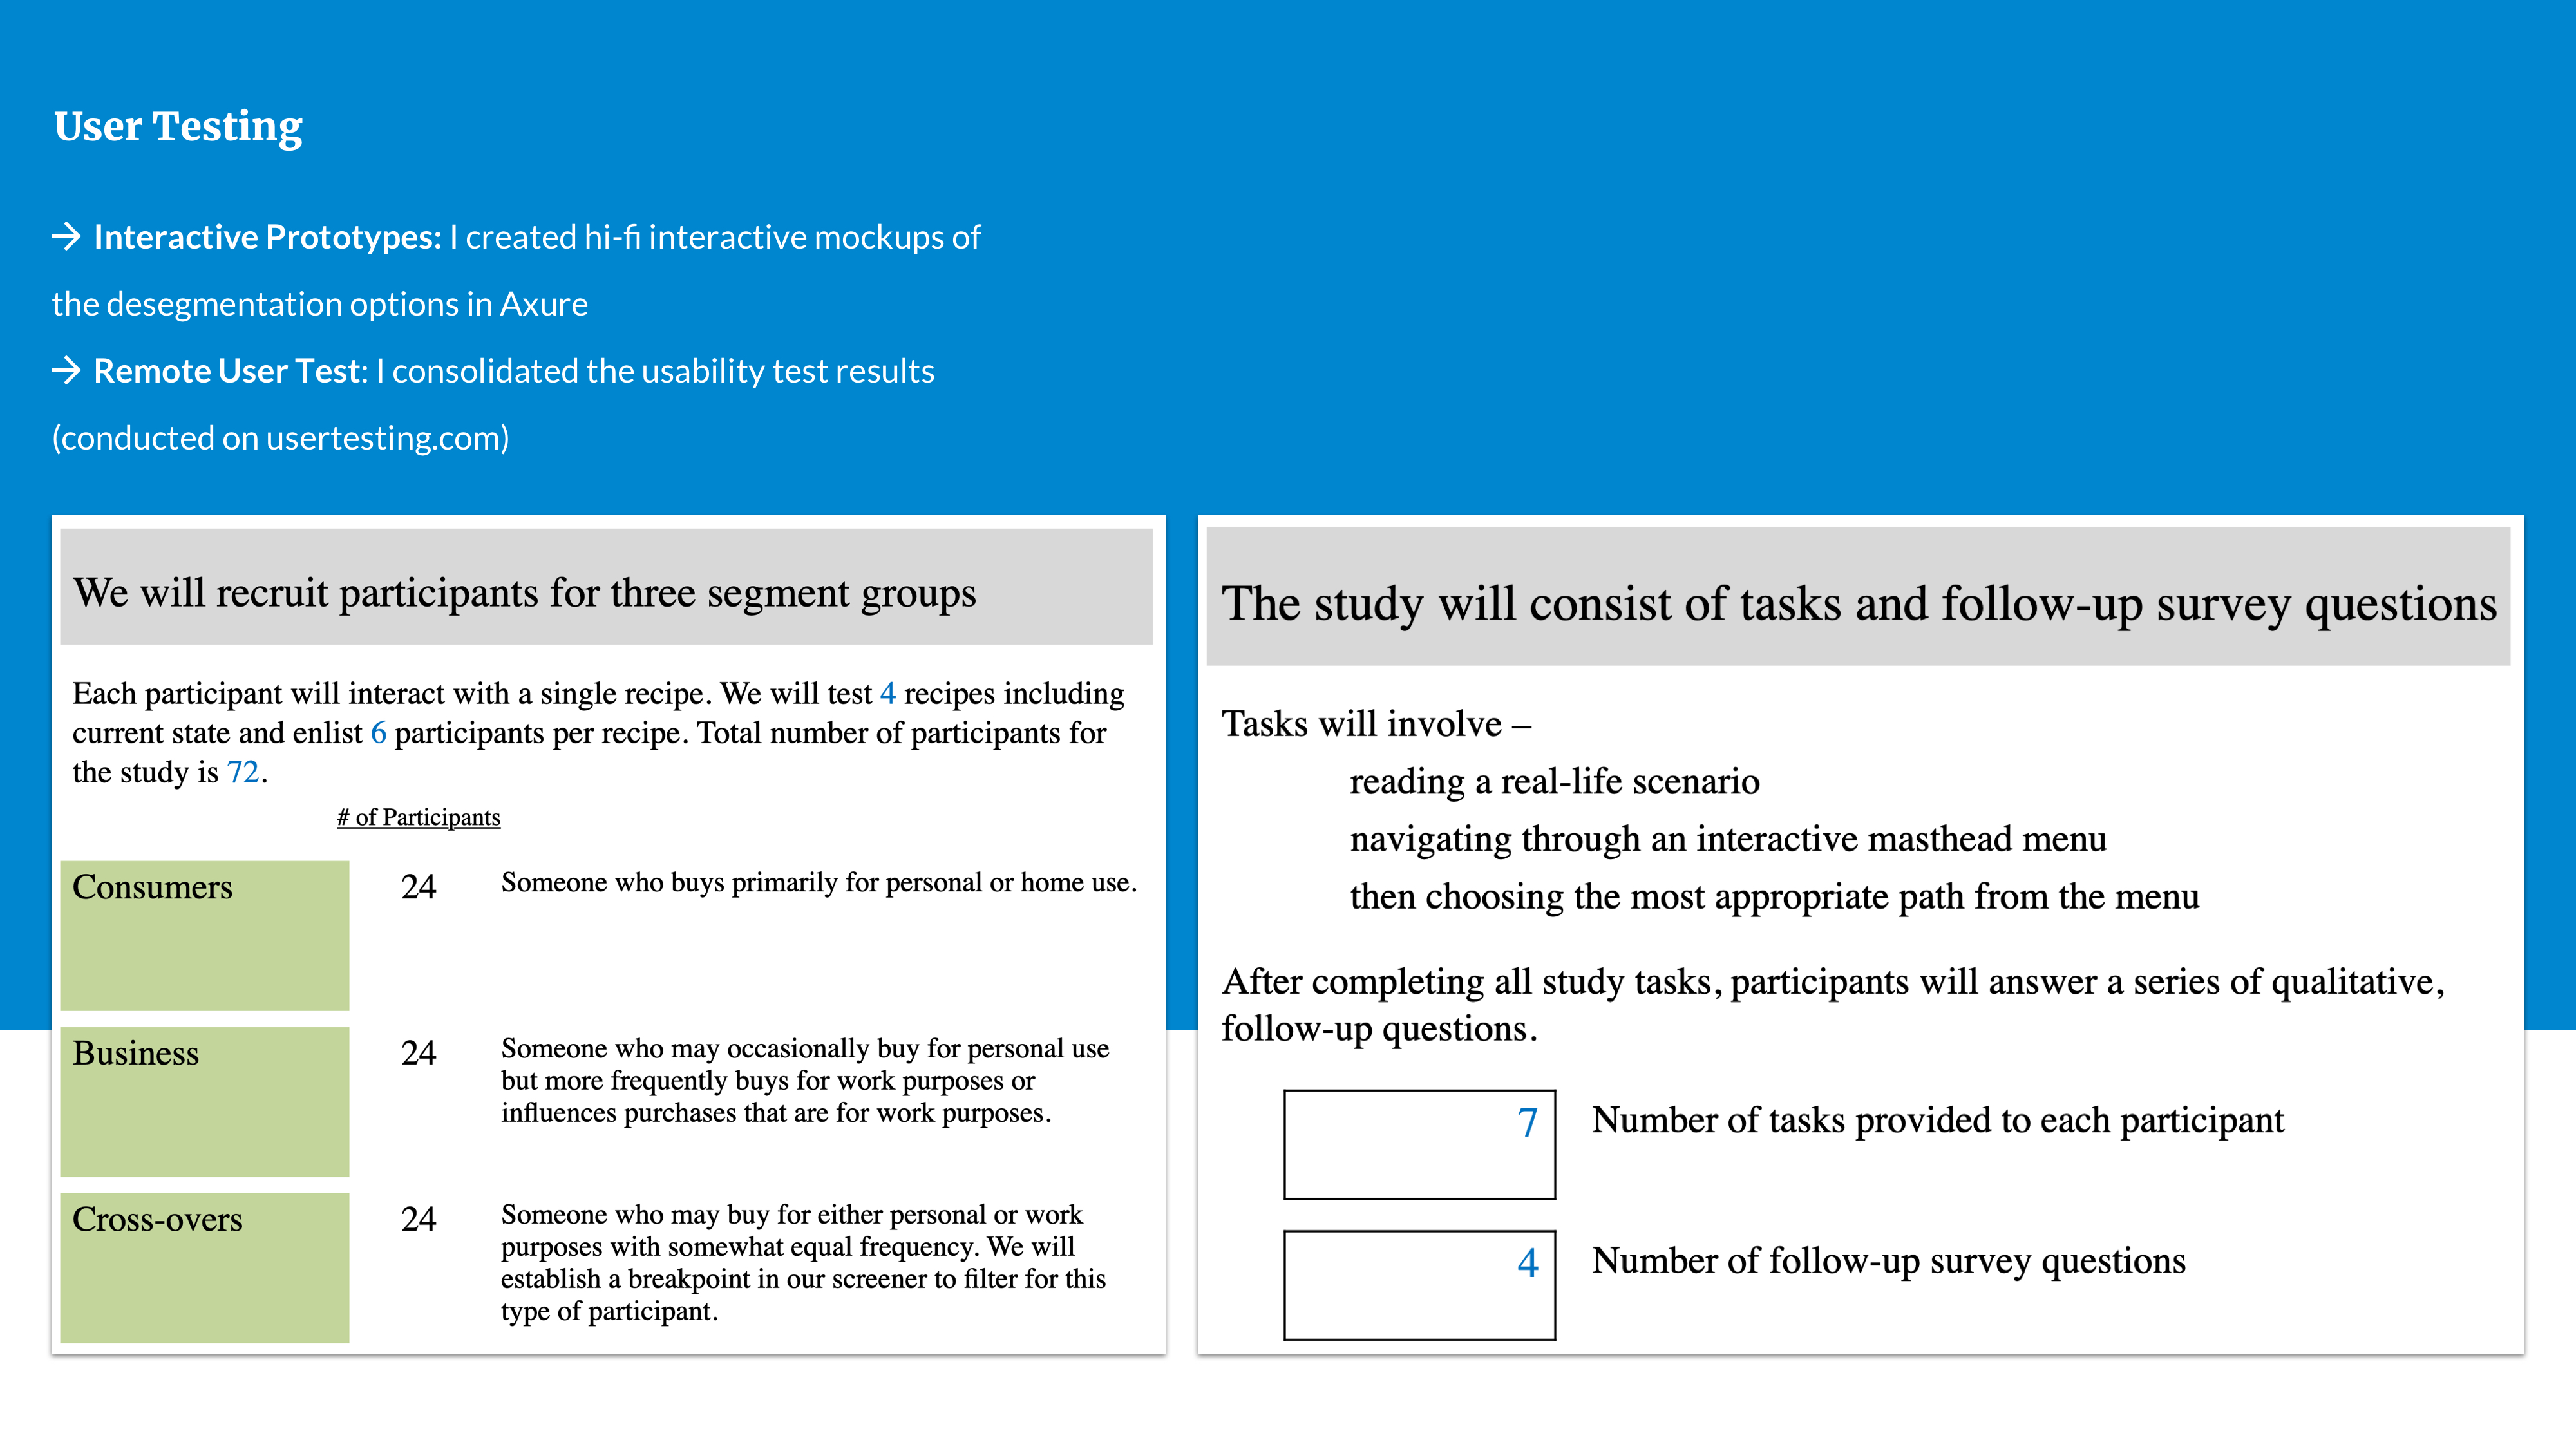 User Testing
→ Interactive Prototypes: I created hi-fi interactive mockups of
the desegmentation options in Axure
→ Remote User Test: I consolidated the usability test results
(conducted on usertesting.com)
We will recruit participants for three segment groups
Each participant will interact with a single recipe. We will test 4 recipes including
current state and enlist 6 participants per recipe. Total number of participants for
the study is 72.
# of Participants
Consumers 24 Someone who buys primarily for personal or home use.
Business 24 Someone who may occasionally buy for personal use
but more frequently buys for work purposes or
influences purchases that are for work purposes.
Cross-overs 24 Someone who may buy for either personal or work
purposes with somewhat equal frequency. We will
establish a breakpoint in our screener to filter for this
type of participant.
The study will consist of tasks and follow-up survey questions
Tasks will involve –
reading a real-life scenario
navigating through an interactive masthead menu
then choosing the most appropriate path from the menu
After completing all study tasks, participants will answer a series of qualitative,
follow-up questions.
7 Number of tasks provided to each participant
4 Number of follow-up survey questions